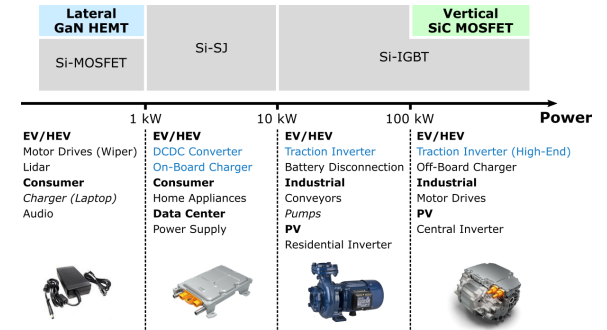 Lateral
GaN HEMT
Vertical
SiC MOSFET
Si-MOSFET
Si-SJ
Si-IGBT
1 kW
10 kW
100 kW
Power
EV/HEV
Motor Drives (Wiper)
Lidar
Consumer
Charger (Laptop)
Audio
EV/HEV
DCDC Converter
On-Board Charger
Consumer
Home Appliances
Data Center
Power Supply
EV/HEV
Traction Inverter
Battery Disconnection
Industrial
Conveyors
Pumps
PV
Residential Inverter
EV/HEV
Traction Inverter (High-End)
Off-Board Charger
Industrial
Motor Drives
PV
Central Inverter